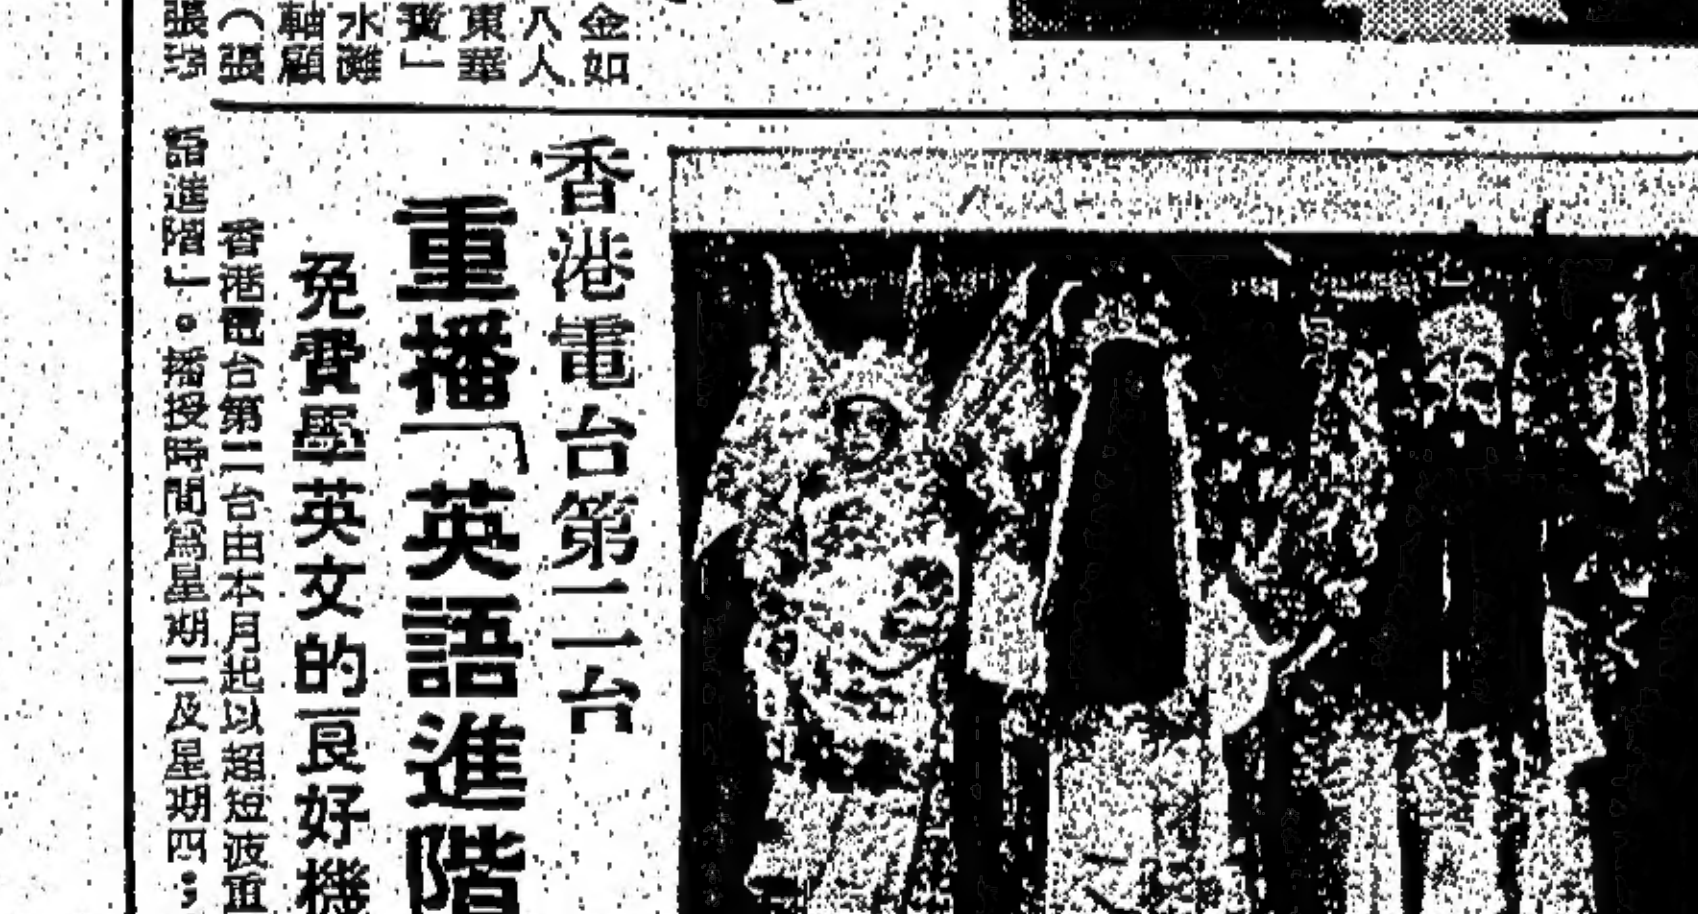 金如
八人
東華
賓」
水灘
軸顧
（張
張
香港電台第二台
重播「英語進階
免費學英文的良好機
香港電台第二台由本月起以超短波重
語進階」。播授時間爲星期二及星期四；